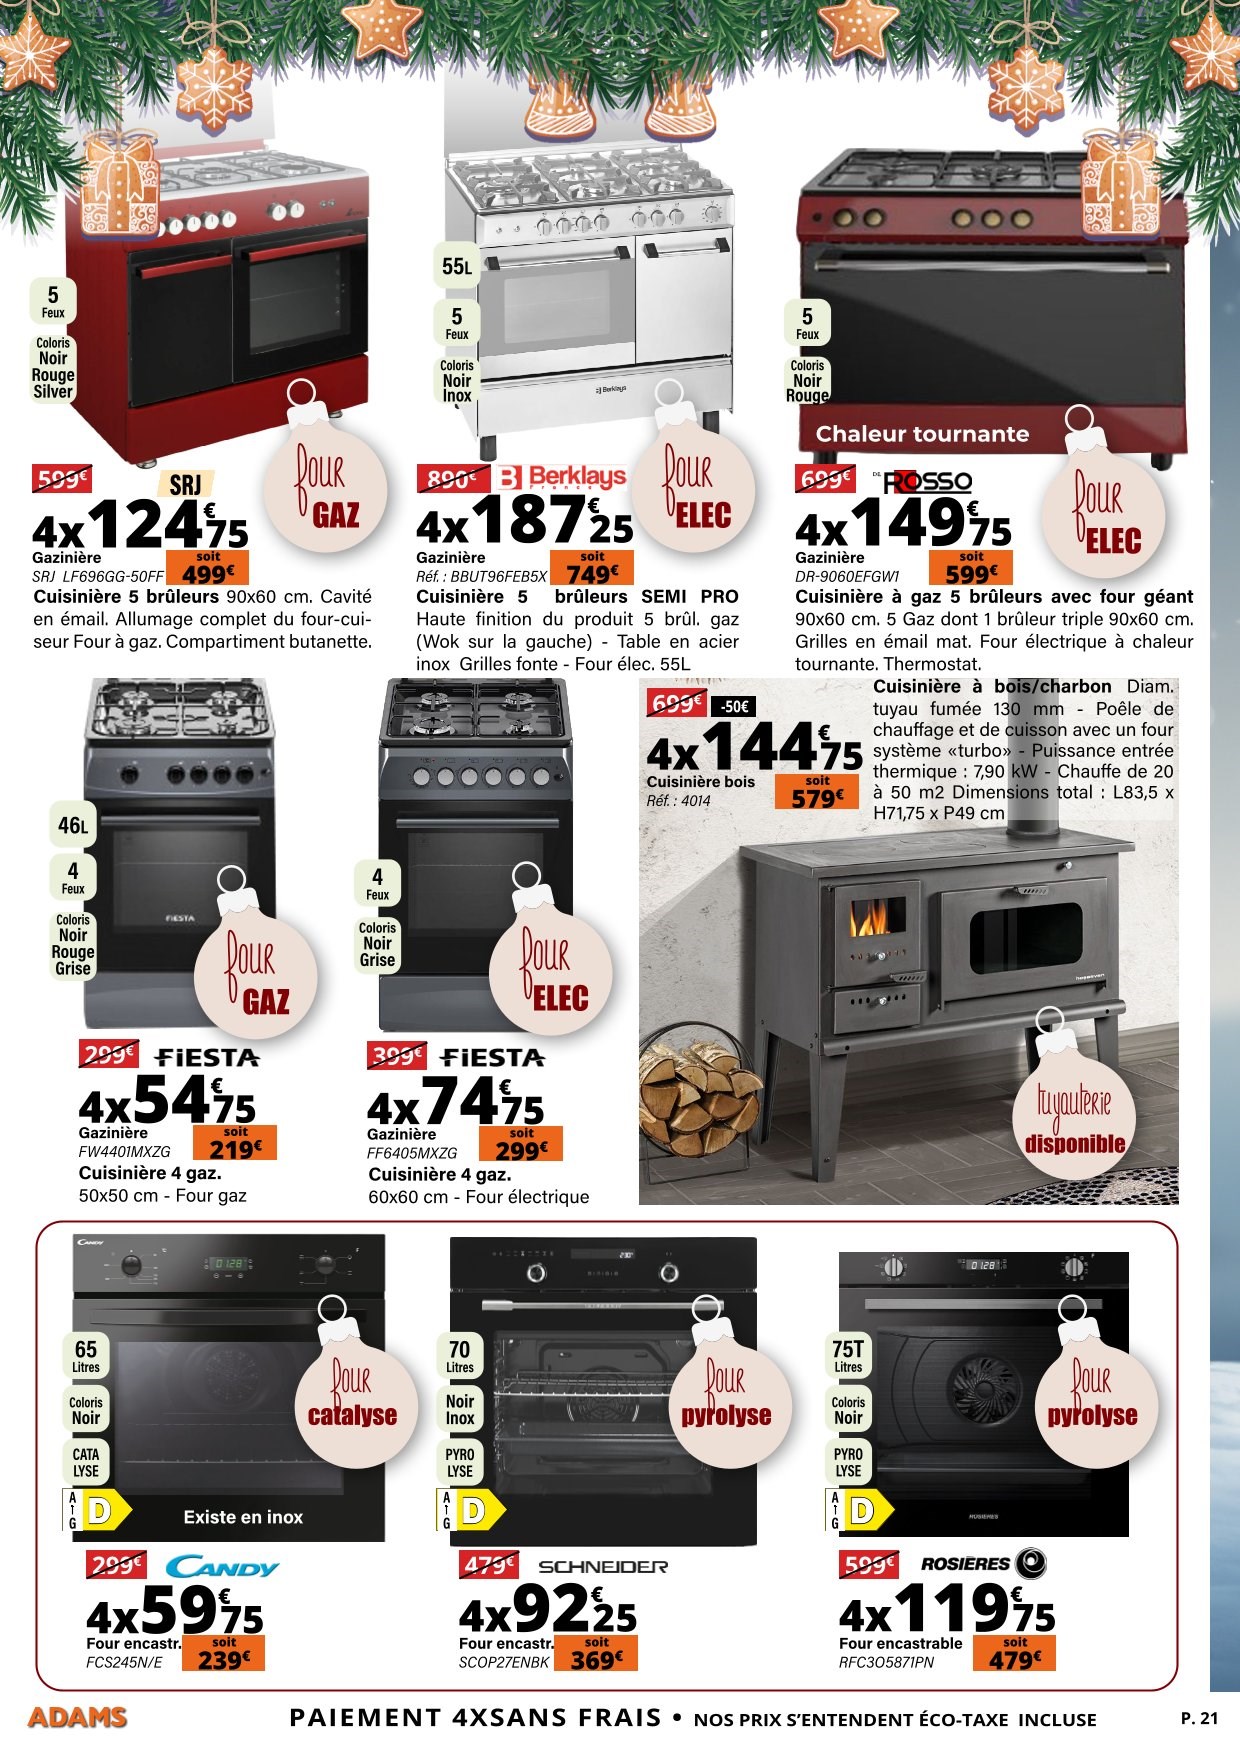 5
Feux
Coloris
Noir
Rouge
Silver
four
GAZ
599€
SRJ
4x124€75
Gazinière
SRJ LF696GG-50FF
soit
499€
Cuisinière 5 brûleurs 90x60 cm. Cavité
en émail. Allumage complet du four-cui-
seur Four à gaz. Compartiment butanette.
55L
5
Feux
Coloris
Noir
Inox
Berklays
four
ELEC
890€
B Berklays
FRANCE
4x187€25
Gazinière
Réf. : BBUT96FEB5X
soit
749€
Cuisinière 5 brûleurs SEMI PRO
Haute finition du produit 5 brûl. gaz
(Wok sur la gauche) - Table en acier
inox Grilles fonte - Four élec. 55L
5
Feux
Coloris
Noir
Rouge
Chaleur tournante
four
ELEC
699€
DE ROSSO
4x149€75
Gazinière
DR-9060EFGW1
soit
599€
Cuisinière à gaz 5 brûleurs avec four géant
90x60 cm. 5 Gaz dont 1 brûleur triple 90x60 cm.
Grilles en émail mat. Four électrique à chaleur
tournante. Thermostat.
46L
4
Feux
Coloris
Noir
Rouge
Grise
FIESTA
four
GAZ
299€
FiESTA
4x54€75
Gazinière
FW4401MXZG
soit
219€
Cuisinière 4 gaz.
50x50 cm - Four gaz
4
Feux
Coloris
Noir
Grise
four
ELEC
399€
FiESTA
4x74€75
Gazinière
FF6405MXZG
soit
299€
Cuisinière 4 gaz.
60x60 cm - Four électrique
699€
-50€
4x144€75
Cuisinière bois
Réf. : 4014
soit
579€
Cuisinière à bois/charbon Diam.
tuyau fumée 130 mm - Poêle de
chauffage et de cuisson avec un four
système «turbo» - Puissance entrée
thermique : 7,90 kW - Chauffe de 20
à 50 m2 Dimensions total : L83,5 x
H71,75 x P49 cm
tuyauterie
disponible
CANDY
0128
65
Litres
Coloris
Noir
CATA
LYSE
A
G
D
Existe en inox
four
catalyse
299€
CANDY
4x59€75
Four encastr.
FCS245N/E
soit
239€
70
Litres
Noir
Inox
PYRO
LYSE
A
G
D
four
pyrolyse
479€
SCHNEIDER
4x92€25
Four encastr.
SCOP27ENBK
soit
369€
0128
75T
Litres
Coloris
Noir
PYRO
LYSE
A
G
D
ROSIERES
four
pyrolyse
599€
ROSIÈRES
4x119€75
Four encastrable
RFC3O5871PN
soit
479€
ADAMS
PAIEMENT 4XSANS FRAIS • NOS PRIX S'ENTENDENT ÉCO-TAXE INCLUSE
P. 21